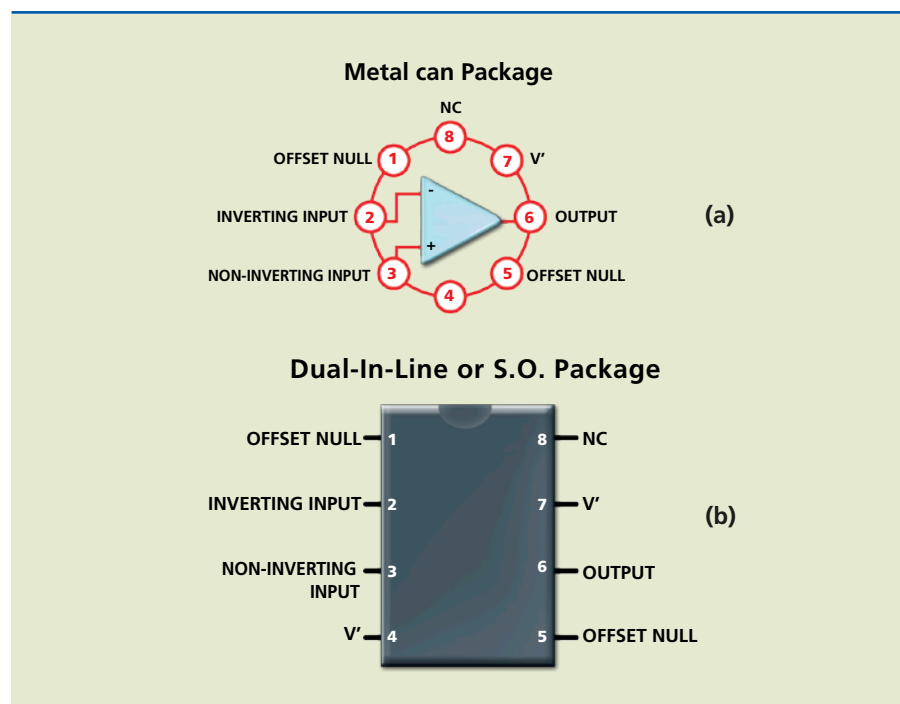 Metal can Package
NC
8
OFFSET NULL 1
7 V'
INVERTING INPUT 2
-
6 OUTPUT
(a)
+
NON-INVERTING INPUT 3
5 OFFSET NULL
4
Dual-In-Line or S.O. Package
OFFSET NULL 1
8 NC
INVERTING INPUT 2
7 V'
(b)
NON-INVERTING
INPUT
3
6 OUTPUT
V' 4
5 OFFSET NULL